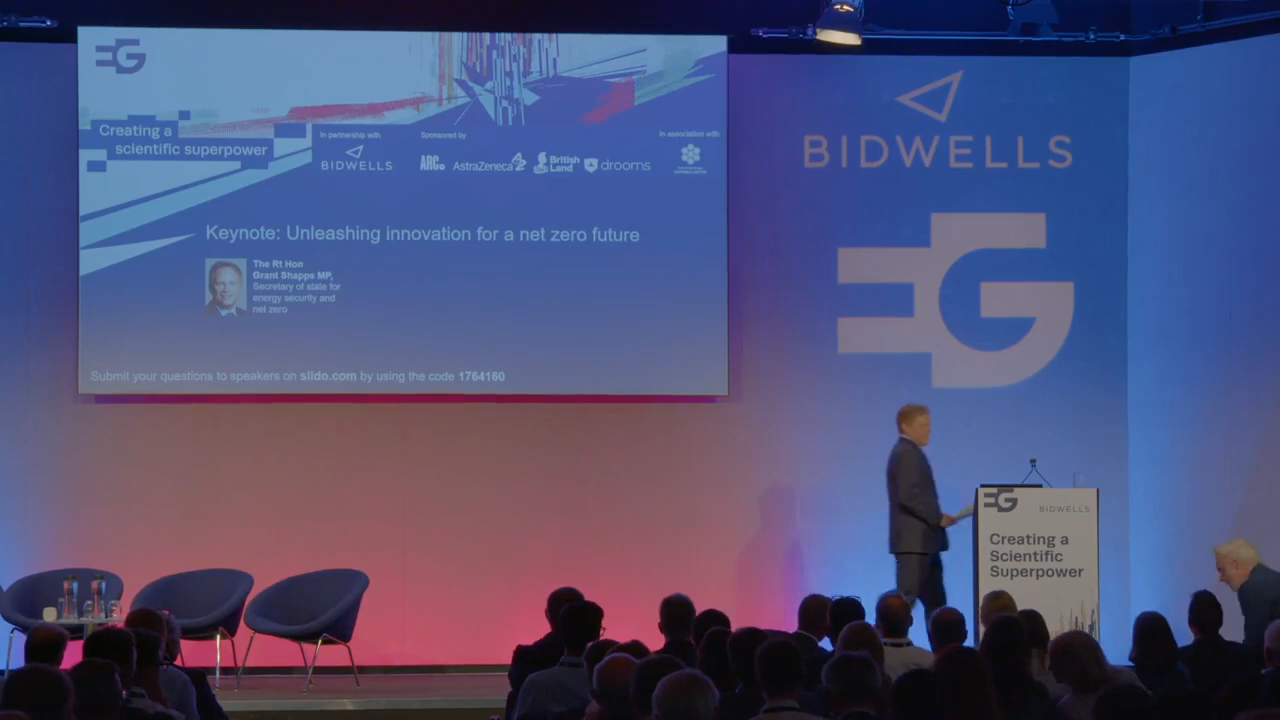 EG
Creating a
scientific superpower
In partnership with
BIDWELLS
Sponsored by
ARC
AstraZeneca
British
Land
drooms
In association with
Keynote: Unleashing innovation for a net zero future
The Rt Hon
Grant Shapps MP,
Secretary of state for
energy security and
net zero
Submit your questions to speakers on slido.com by using the code 1764160
BIDWELLS
EG
EG
BIDWELLS
Creating a
Scientific
Superpower